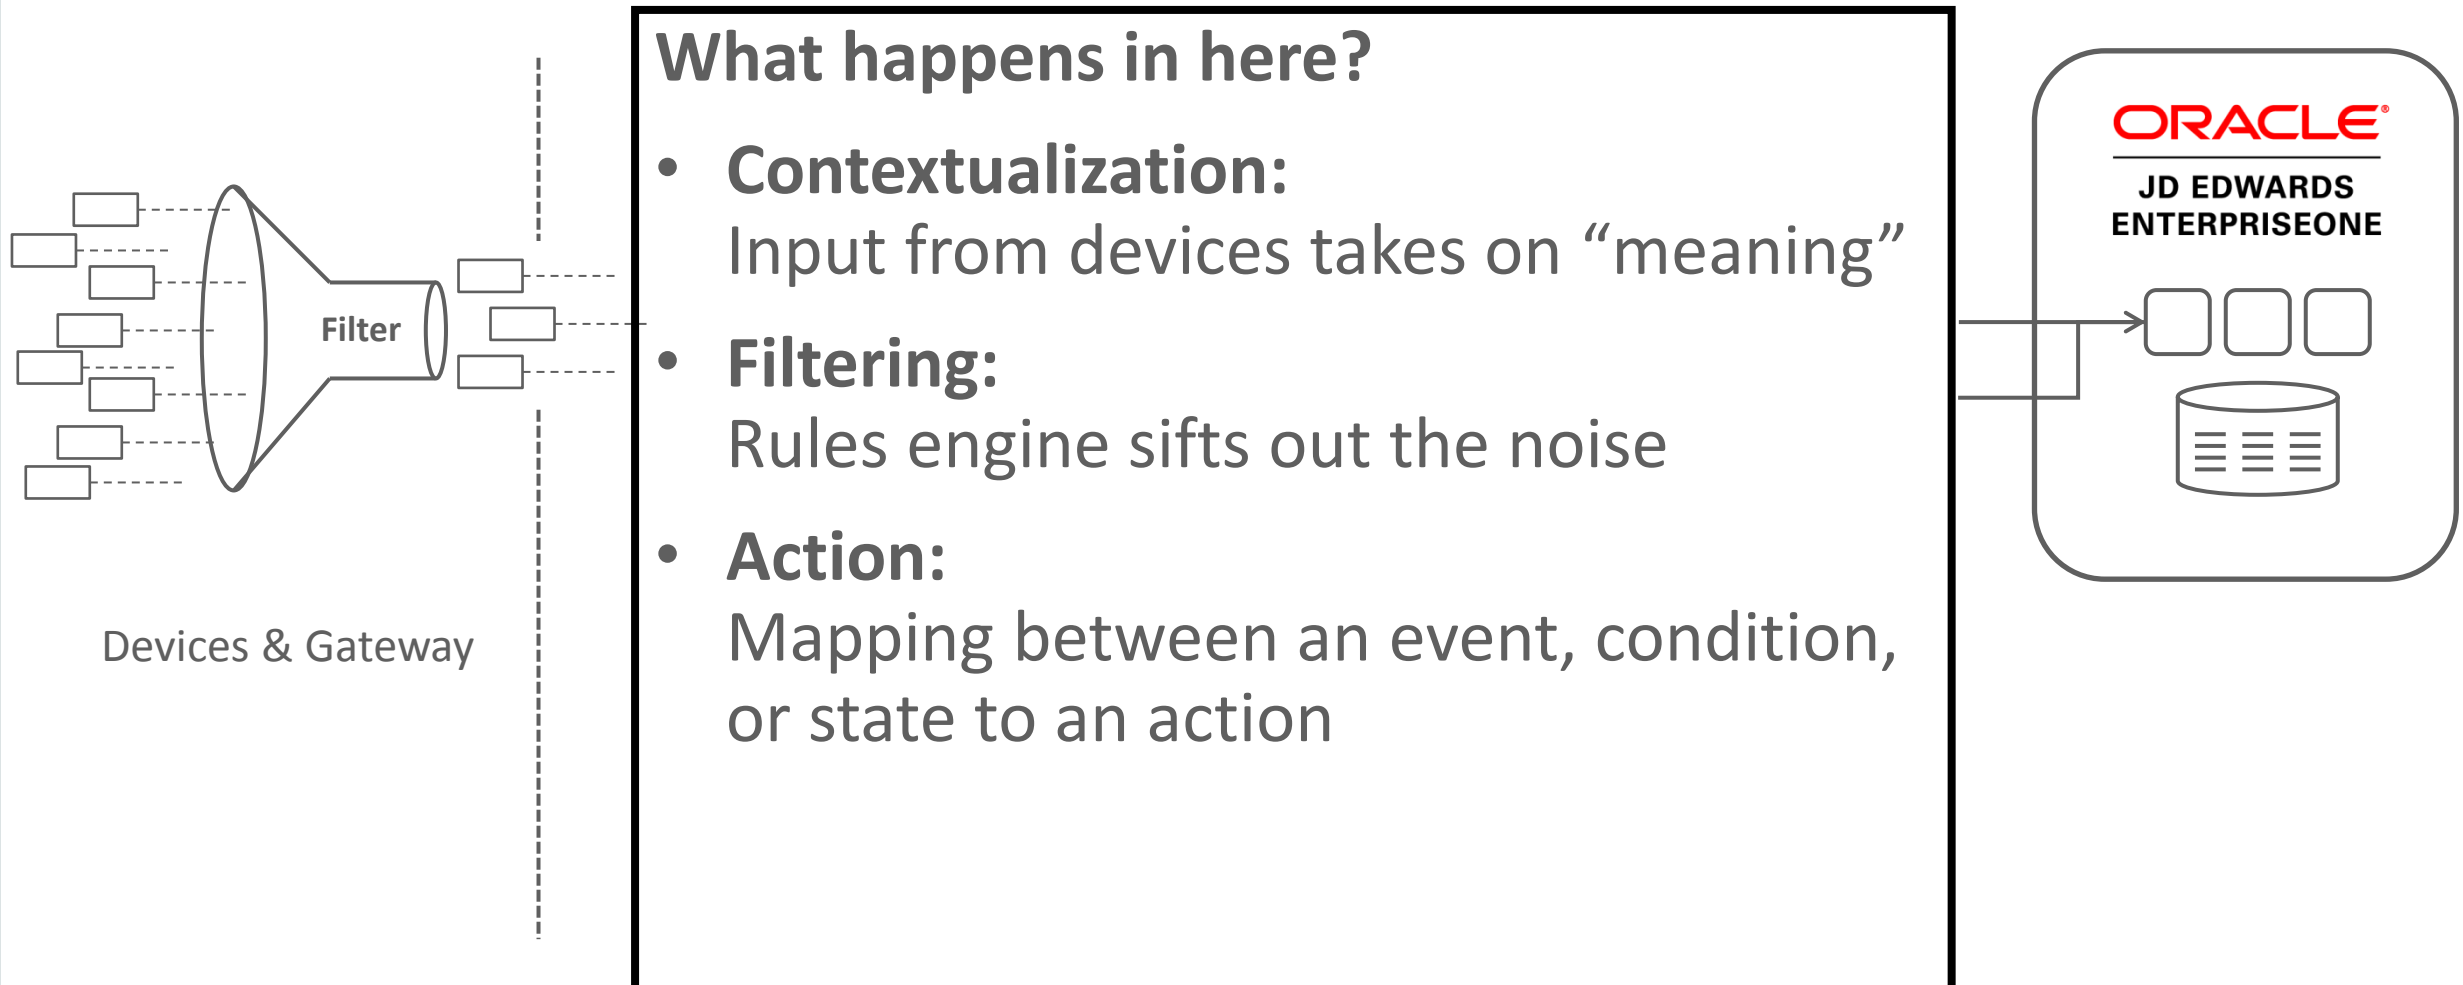 Filter
Devices & Gateway
What happens in here?
• Contextualization:
Input from devices takes on “meaning”
• Filtering:
Rules engine sifts out the noise
• Action:
Mapping between an event, condition,
or state to an action
ORACLE®
JD EDWARDS
ENTERPRISEONE